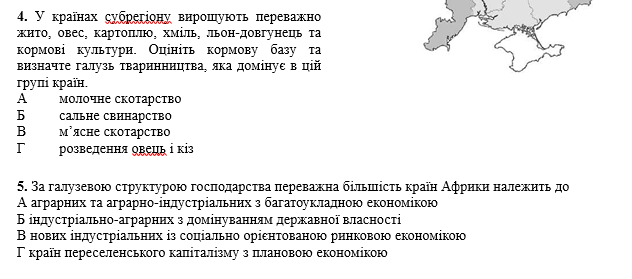 4. У країнах субрегіону вирощують переважно
жито, овес, картоплю, хміль, льон-довгунець та
кормові культури. Оцініть кормову базу та
визначте галузь тваринництва, яка домінує в цій
групі країн.
А молочне скотарство
Б сальне свинарство
В м’ясне скотарство
Г розведення овець і кіз
5. За галузевою структурою господарства переважна більшість країн Африки належить до
А аграрних та аграрно-індустріальних з багатоукладною економікою
Б індустріально-аграрних з домінуванням державної власності
В нових індустріальних із соціально орієнтованою ринковою економікою
Г країн переселенського капіталізму з плановою економікою